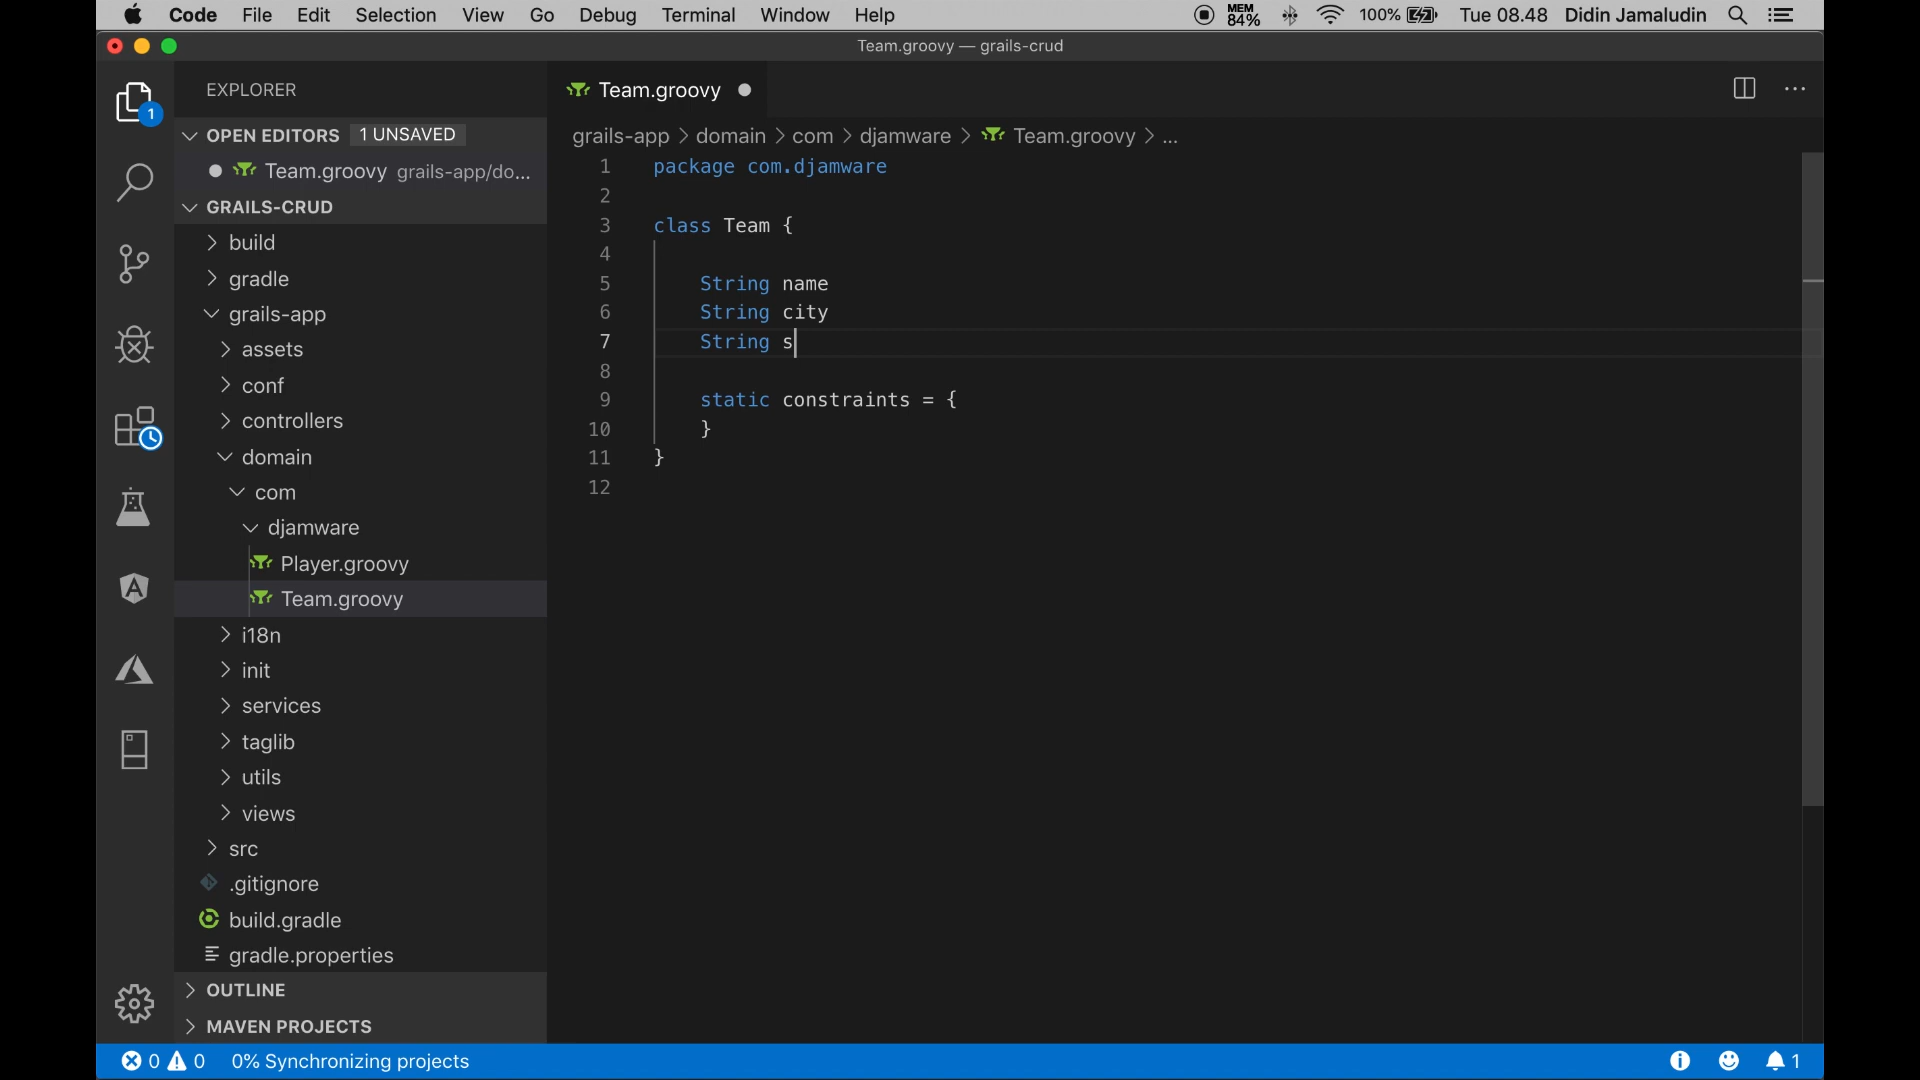 Code File Edit Selection View Go Debug Terminal Window Help MEM 84% 100% Tue 08.48 Didin Jamaludin
Team.groovy — grails-crud
EXPLORER
Team.groovy
1
OPEN EDITORS 1 UNSAVED
Team.groovy grails-app/do...
GRAILS-CRUD
build
gradle
grails-app
assets
conf
controllers
domain
com
djamware
Player.groovy
Team.groovy
i18n
init
services
taglib
utils
views
src
.gitignore
build.gradle
gradle.properties
OUTLINE
MAVEN PROJECTS
grails-app > domain > com > djamware > Team.groovy > ...
1 package com.djamware
2
3 class Team {
4
5 String name
6 String city
7 String s
8
9 static constraints = {
10 }
11 }
12
0 0 0% Synchronizing projects 1